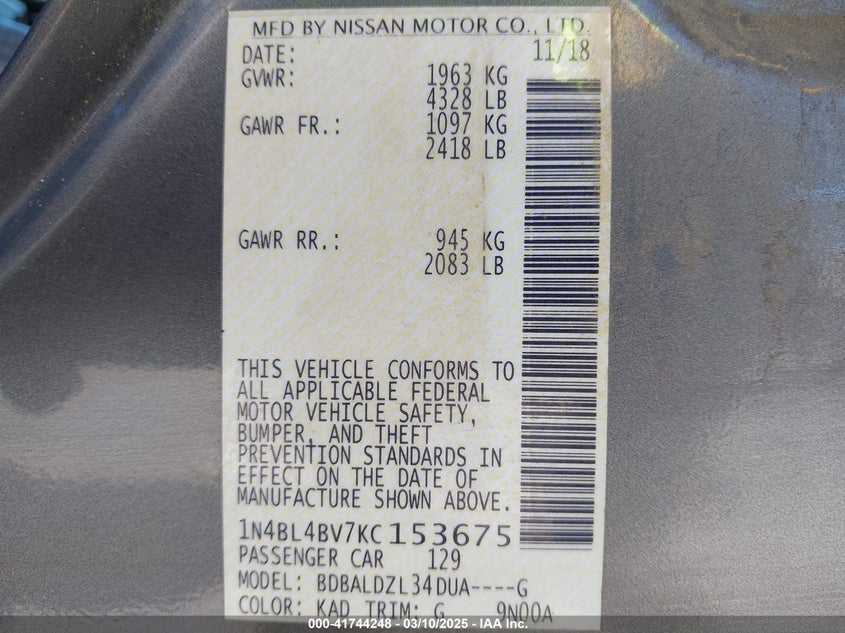 MFD BY NISSAN MOTOR CO., LTD.
DATE: 11/18
GVWR: 1963 KG
4328 LB
GAWR FR.: 1097 KG
2418 LB
GAWR RR.: 945 KG
2083 LB
THIS VEHICLE CONFORMS TO
ALL APPLICABLE FEDERAL
MOTOR VEHICLE SAFETY,
BUMPER, AND THEFT
PREVENTION STANDARDS IN
EFFECT ON THE DATE OF
MANUFACTURE SHOWN ABOVE.
1N4BL4BV7KC153675
PASSENGER CAR 129
MODEL: BDBALDZL34DUA----G
COLOR: KAD TRIM: G 9N00A
000-41744248 - 03/10/2025 - IAA Inc.